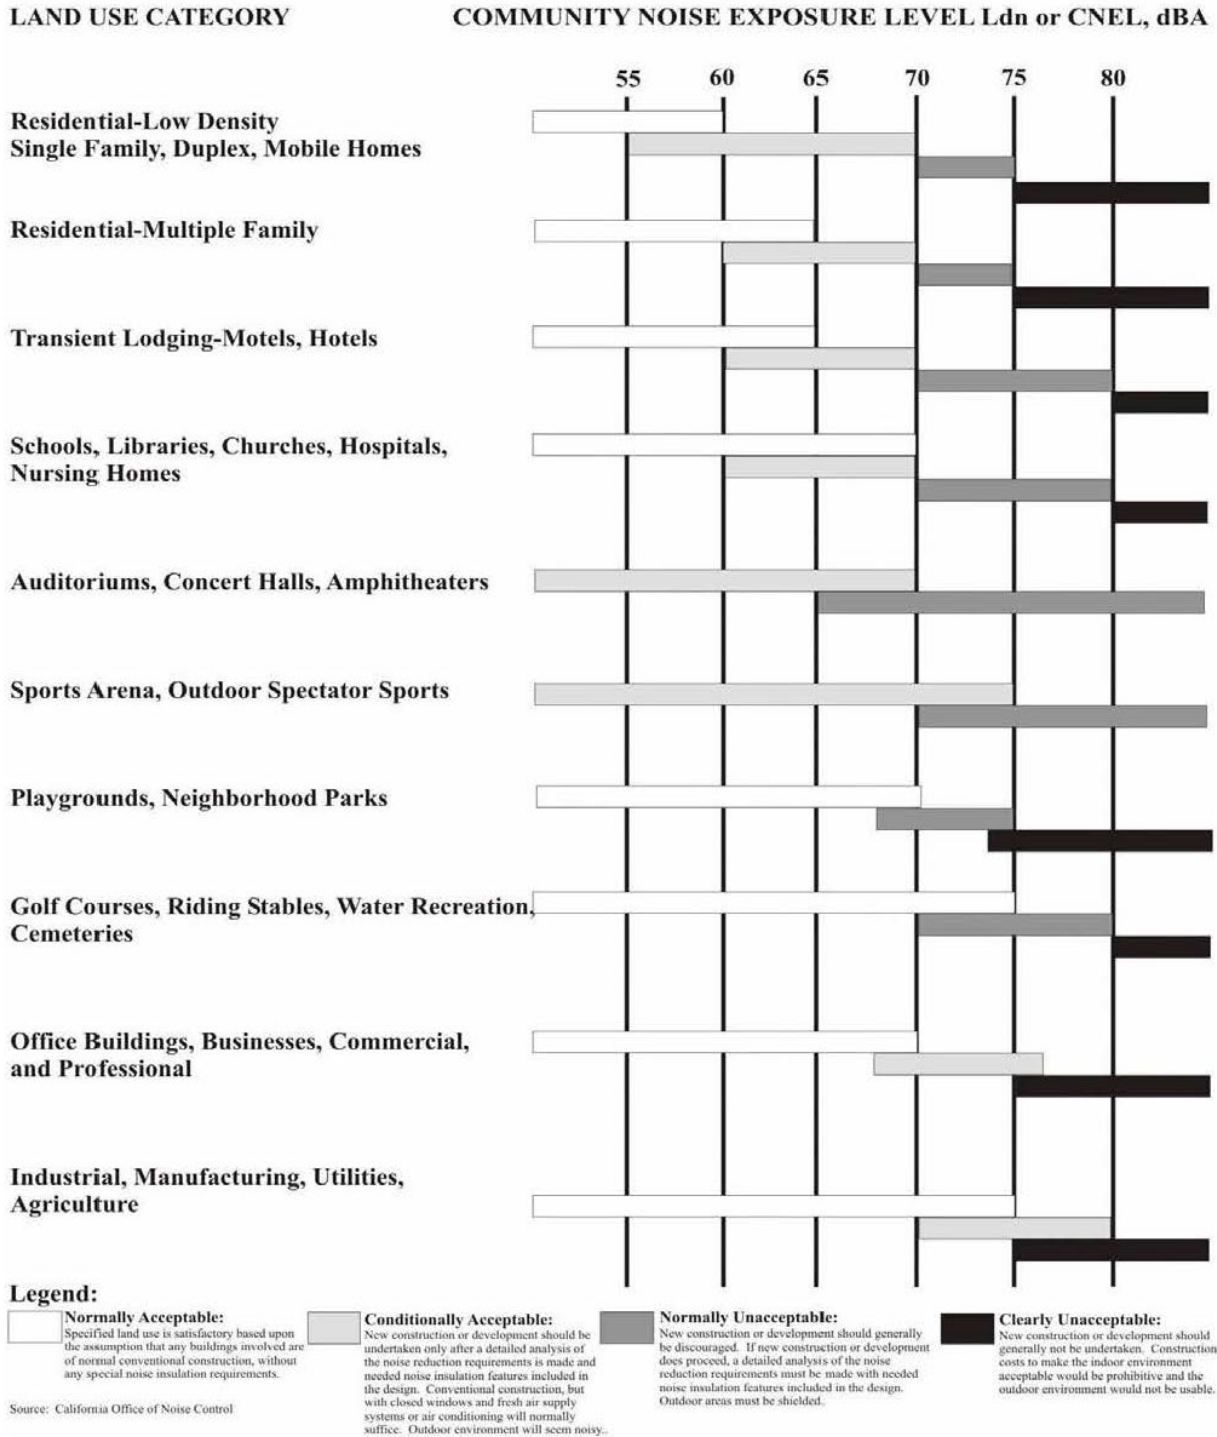 LAND USE CATEGORY
COMMUNITY NOISE EXPOSURE LEVEL Ldn or CNEL, dBA
55 60 65 70 75 80
Residential-Low Density
Single Family, Duplex, Mobile Homes
Residential-Multiple Family
Transient Lodging-Motels, Hotels
Schools, Libraries, Churches, Hospitals,
Nursing Homes
Auditoriums, Concert Halls, Amphitheaters
Sports Arena, Outdoor Spectator Sports
Playgrounds, Neighborhood Parks
Golf Courses, Riding Stables, Water Recreation,
Cemeteries
Office Buildings, Businesses, Commercial,
and Professional
Industrial, Manufacturing, Utilities,
Agriculture
Legend:
Normally Acceptable:
Specified land use is satisfactory based upon
the assumption that any buildings involved are
of normal conventional construction, without
any special noise insulation requirements.
Conditionally Acceptable:
New construction or development should be
undertaken only after a detailed analysis of
the noise reduction requirements is made and
needed noise insulation features included in
the design. Conventional construction, but
with closed windows and fresh air supply
systems or air conditioning will normally
suffice. Outdoor environment will seem noisy..
Normally Unacceptable:
New construction or development should generally
be discouraged. If new construction or development
does proceed, a detailed analysis of the noise
reduction requirements must be made with needed
noise insulation features included in the design.
Outdoor areas must be shielded.
Clearly Unacceptable:
New construction or development should
generally not be undertaken. Construction
costs to make the indoor environment
acceptable would be prohibitive and the
outdoor environment would not be usable.
Source: California Office of Noise Control